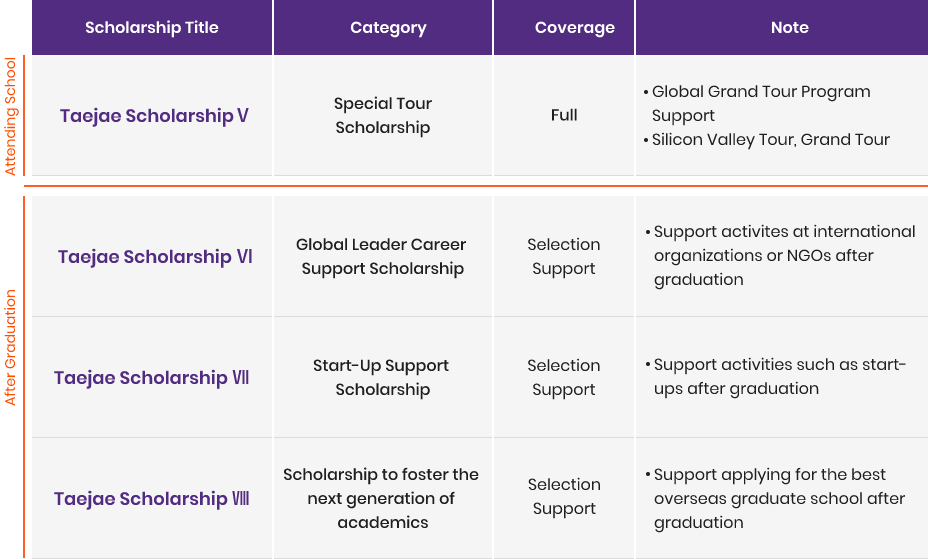 Scholarship Title
Category
Coverage
Note
Attending School
Taejae Scholarship Ⅴ
Special Tour
Scholarship
Full
• Global Grand Tour Program
Support
• Silicon Valley Tour, Grand Tour
After Graduation
Taejae Scholarship Ⅵ
Global Leader Career
Support Scholarship
Selection
Support
• Support activites at international
organizations or NGOs after
graduation
Taejae Scholarship Ⅶ
Start-Up Support
Scholarship
Selection
Support
• Support activities such as start-
ups after graduation
Taejae Scholarship Ⅷ
Scholarship to foster the
next generation of
academics
Selection
Support
• Support applying for the best
overseas graduate school after
graduation